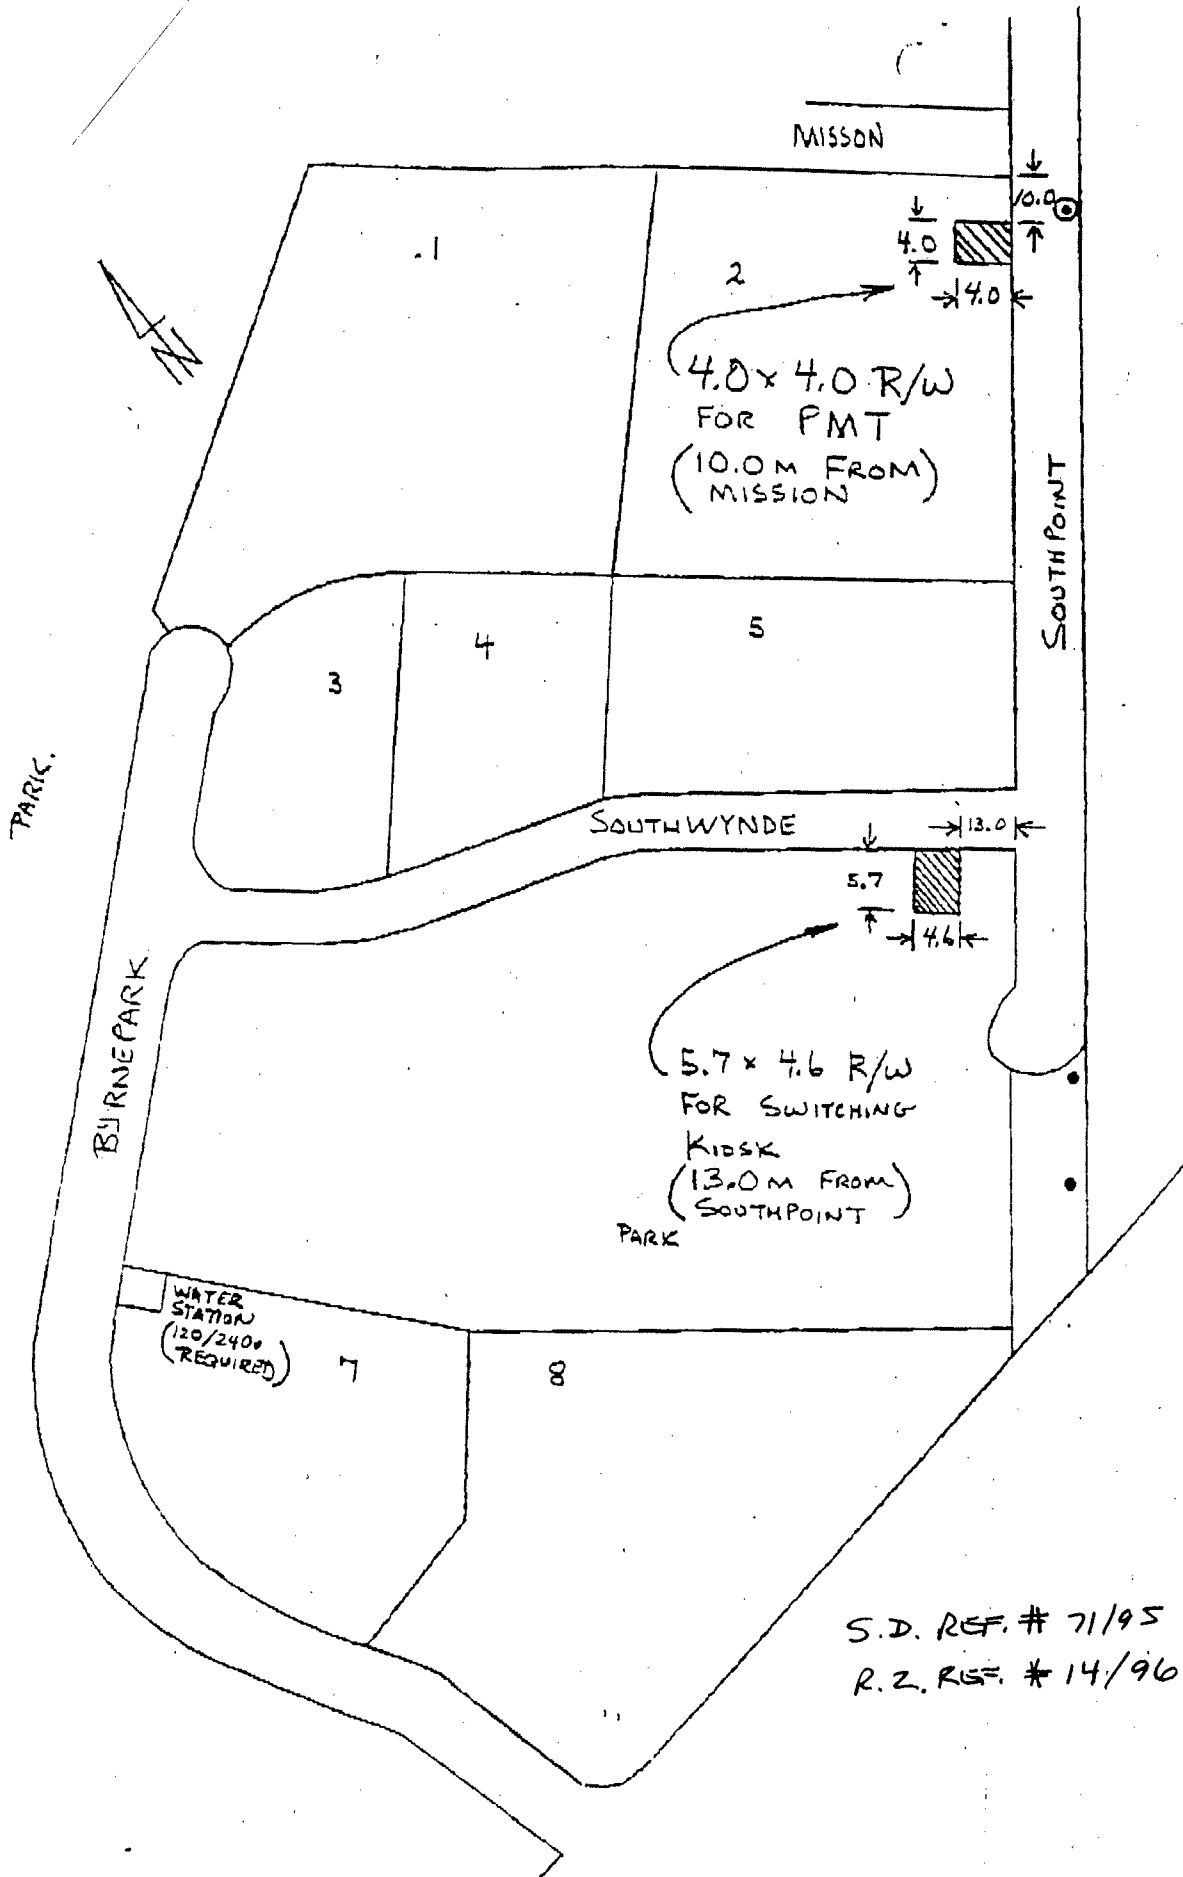 MISSON
10.0
.1
2
4.0
4.0
4.0 x 4.0 R/W
FOR PMT
(10.0 M FROM)
MISSION
N
SOUTHPOINT
3
4
5
PARK.
SOUTHWYNDE
13.0
5.7
4.6
BYRNEPARK
5.7 x 4.6 R/W
FOR SWITCHING
KIOSK
(13.0 M FROM)
SOUTHPOINT
PARK
WATER
STATION
(120/240V
REQUIRED)
7
8
S.D. REF. # 71/95
R.Z. REF. # 14/96